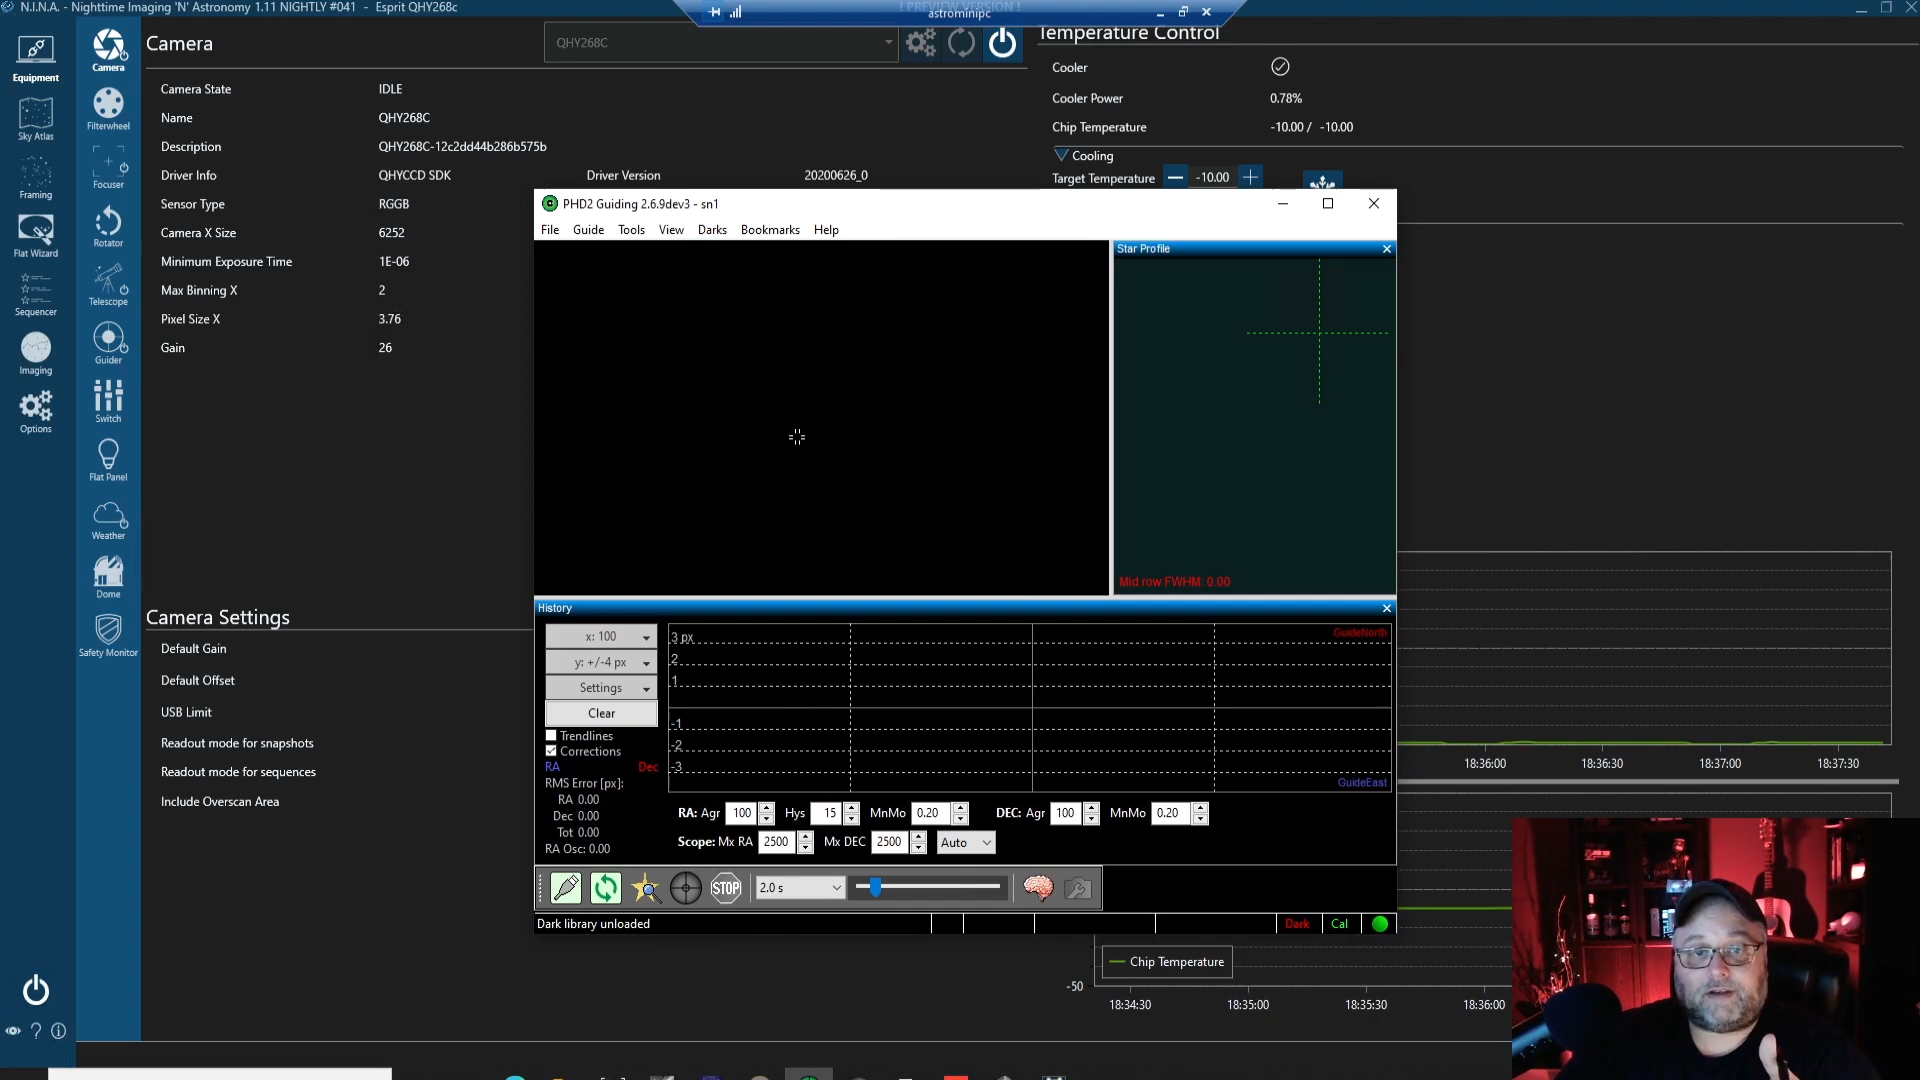 N.I.N.A. - Nighttime Imaging 'N' Astronomy 1.11 NIGHTLY #041 - Esprit QHY268c
! PREVIEW VERSION !
astrominipc
Equipment
Sky Atlas
Framing
Flat Wizard
Sequencer
Imaging
Options
Camera
Filterwheel
Focuser
Rotator
Telescope
Guider
Switch
Flat Panel
Weather
Dome
Safety Monitor
Camera
QHY268C
Camera State IDLE
Name QHY268C
Description QHY268C-12c2dd44b286b575b
Driver Info QHYCCD SDK Driver Version 20200626_0
Sensor Type RGGB
Camera X Size 6252
Minimum Exposure Time 1E-06
Max Binning X 2
Pixel Size X 3.76
Gain 26
Camera Settings
Default Gain
Default Offset
USB Limit
Readout mode for snapshots
Readout mode for sequences
Include Overscan Area
Temperature Control
Cooler
Cooler Power 0.78%
Chip Temperature -10.00 / -10.00
Cooling
Target Temperature -10.00
PHD2 Guiding 2.6.9dev3 - sn1
File Guide Tools View Darks Bookmarks Help
Star Profile
Mid row FWHM: 0.00
History
x: 100
y: +/-4 px
Settings
Clear
Trendlines
Corrections
RA Dec
RMS Error [px]:
RA 0.00
Dec 0.00
Tot 0.00
RA Osc: 0.00
3 px
2
1
-1
-2
-3
GuideNorth
GuideEast
RA: Agr 100 Hys 15 MnMo 0.20 DEC: Agr 100 MnMo 0.20
Scope: Mx RA 2500 Mx DEC 2500 Auto
STOP 2.0 s
Dark library unloaded Dark Cal
18:36:00 18:36:30 18:37:00 18:37:30
Chip Temperature
-50
18:34:30 18:35:00 18:35:30 18:36:00